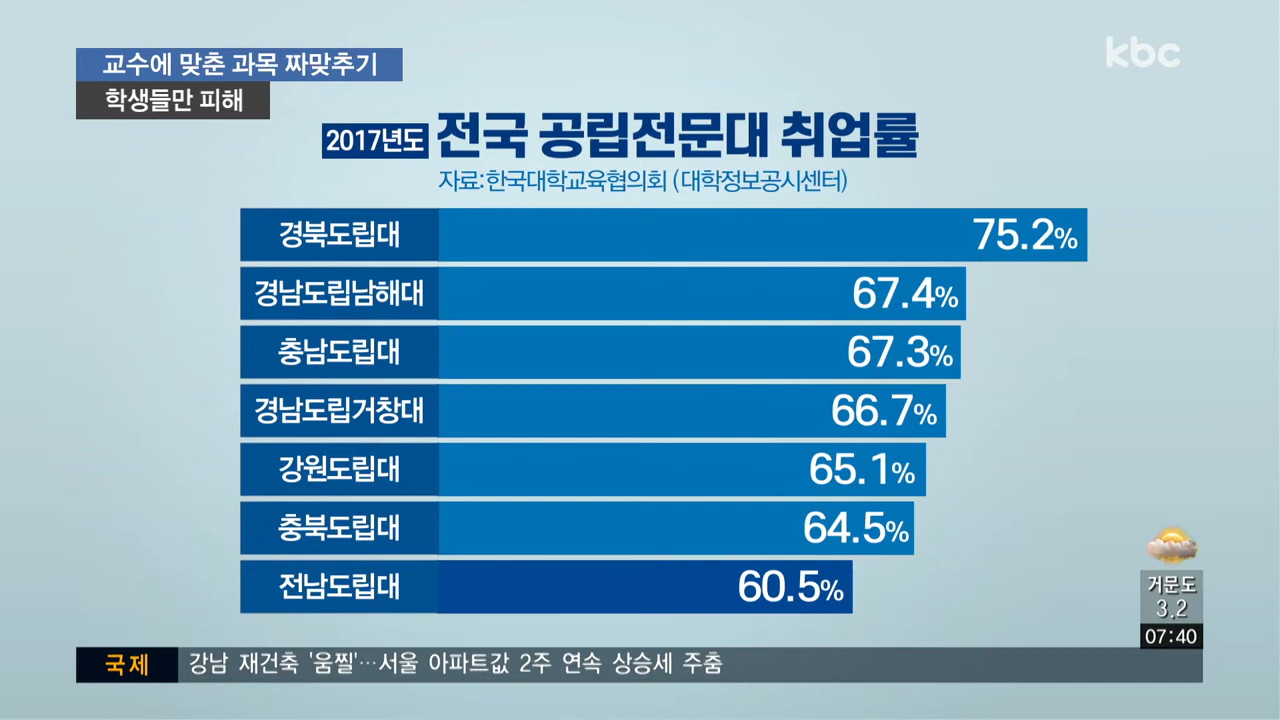 교수에 맞춘 과목 짜맞추기
학생들만 피해
kbc
2017년도 전국 공립전문대 취업률
자료:한국대학교육협의회 (대학정보공시센터)
경북도립대 75.2%
경남도립남해대 67.4%
충남도립대 67.3%
경남도립거창대 66.7%
강원도립대 65.1%
충북도립대 64.5%
전남도립대 60.5%
거문도
3.2
07:40
국제 강남 재건축 '움찔'…서울 아파트값 2주 연속 상승세 주춤